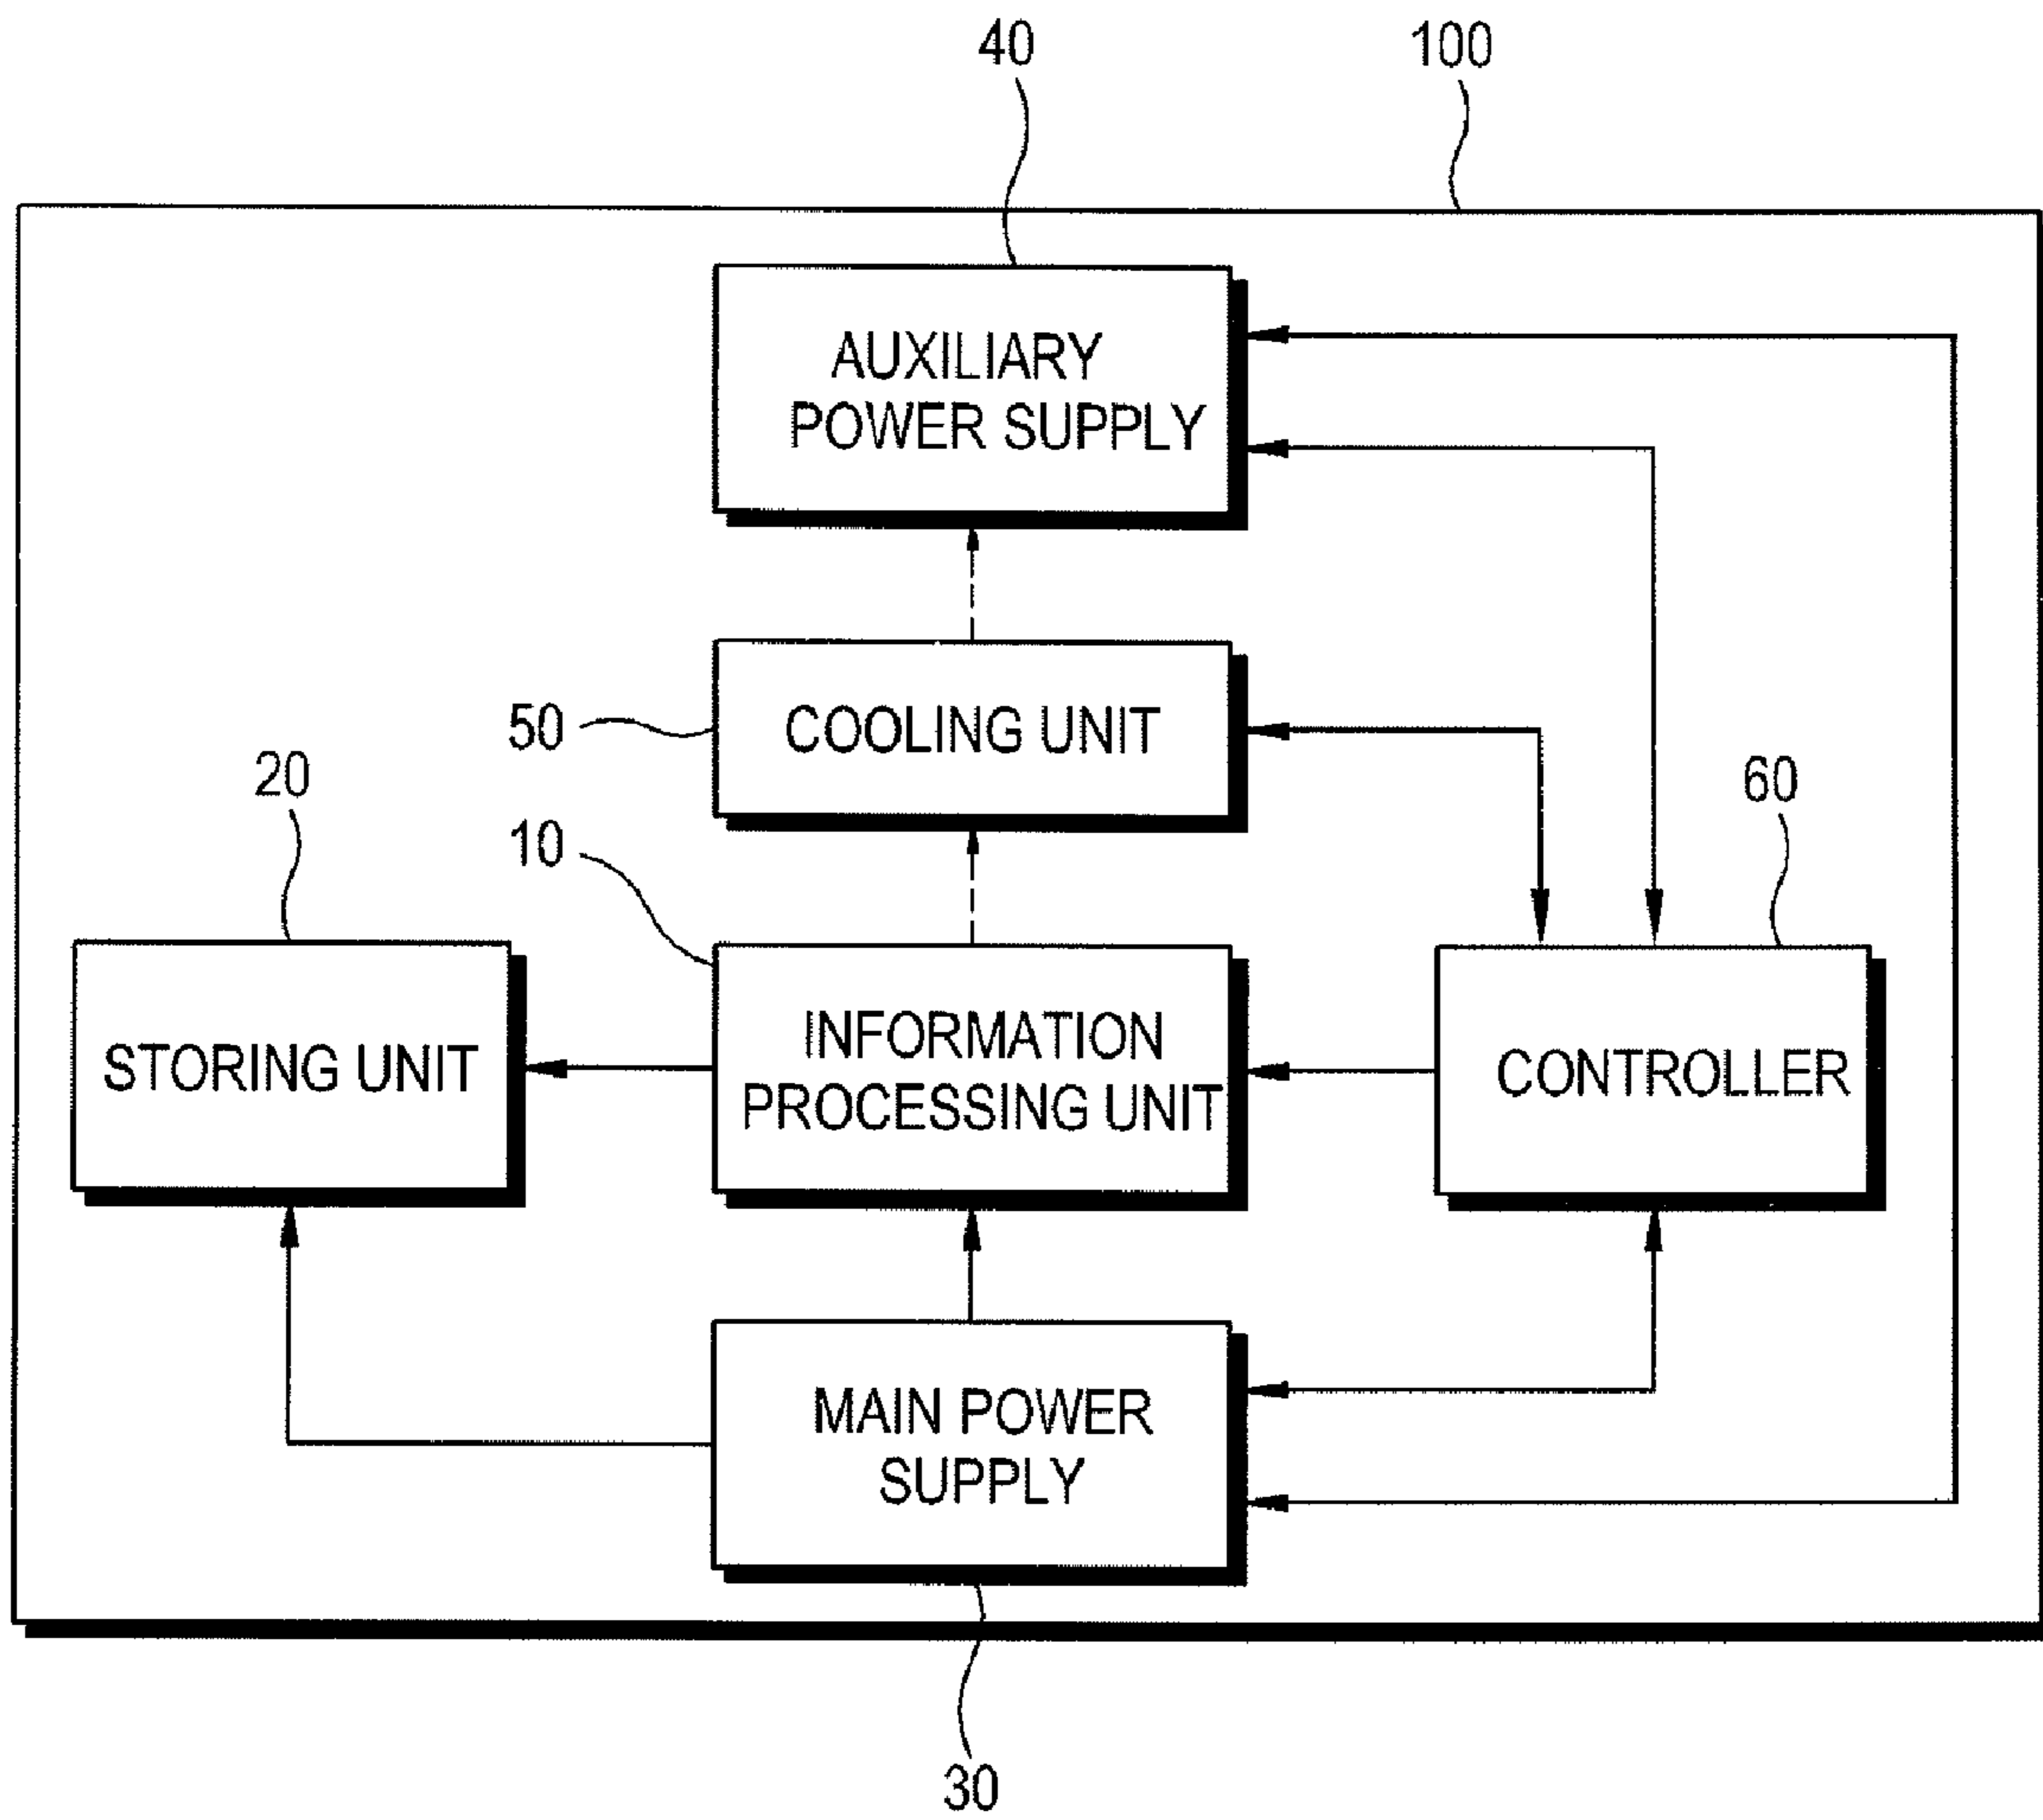 40
100
AUXILIARY
POWER SUPPLY
50
COOLING UNIT
20
60
10
STORING UNIT
INFORMATION
PROCESSING UNIT
CONTROLLER
MAIN POWER
SUPPLY
30